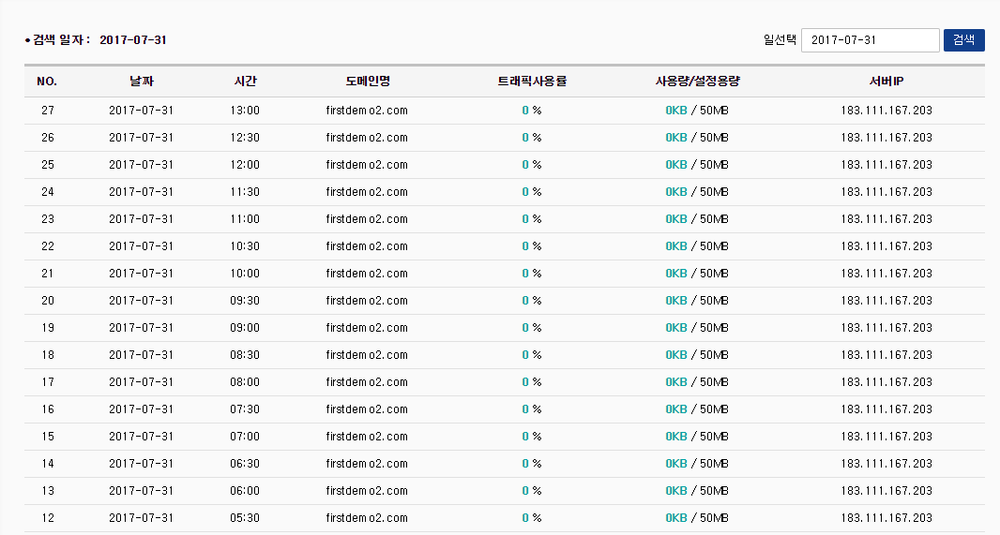 • 검색 일자 : 2017-07-31 일선택 2017-07-31 검색
NO. 날짜 시간 도메인명 트래픽사용률 사용량/설정용량 서버IP
27 2017-07-31 13:00 firstdemo2.com 0 % 0KB / 50MB 183.111.167.203
26 2017-07-31 12:30 firstdemo2.com 0 % 0KB / 50MB 183.111.167.203
25 2017-07-31 12:00 firstdemo2.com 0 % 0KB / 50MB 183.111.167.203
24 2017-07-31 11:30 firstdemo2.com 0 % 0KB / 50MB 183.111.167.203
23 2017-07-31 11:00 firstdemo2.com 0 % 0KB / 50MB 183.111.167.203
22 2017-07-31 10:30 firstdemo2.com 0 % 0KB / 50MB 183.111.167.203
21 2017-07-31 10:00 firstdemo2.com 0 % 0KB / 50MB 183.111.167.203
20 2017-07-31 09:30 firstdemo2.com 0 % 0KB / 50MB 183.111.167.203
19 2017-07-31 09:00 firstdemo2.com 0 % 0KB / 50MB 183.111.167.203
18 2017-07-31 08:30 firstdemo2.com 0 % 0KB / 50MB 183.111.167.203
17 2017-07-31 08:00 firstdemo2.com 0 % 0KB / 50MB 183.111.167.203
16 2017-07-31 07:30 firstdemo2.com 0 % 0KB / 50MB 183.111.167.203
15 2017-07-31 07:00 firstdemo2.com 0 % 0KB / 50MB 183.111.167.203
14 2017-07-31 06:30 firstdemo2.com 0 % 0KB / 50MB 183.111.167.203
13 2017-07-31 06:00 firstdemo2.com 0 % 0KB / 50MB 183.111.167.203
12 2017-07-31 05:30 firstdemo2.com 0 % 0KB / 50MB 183.111.167.203